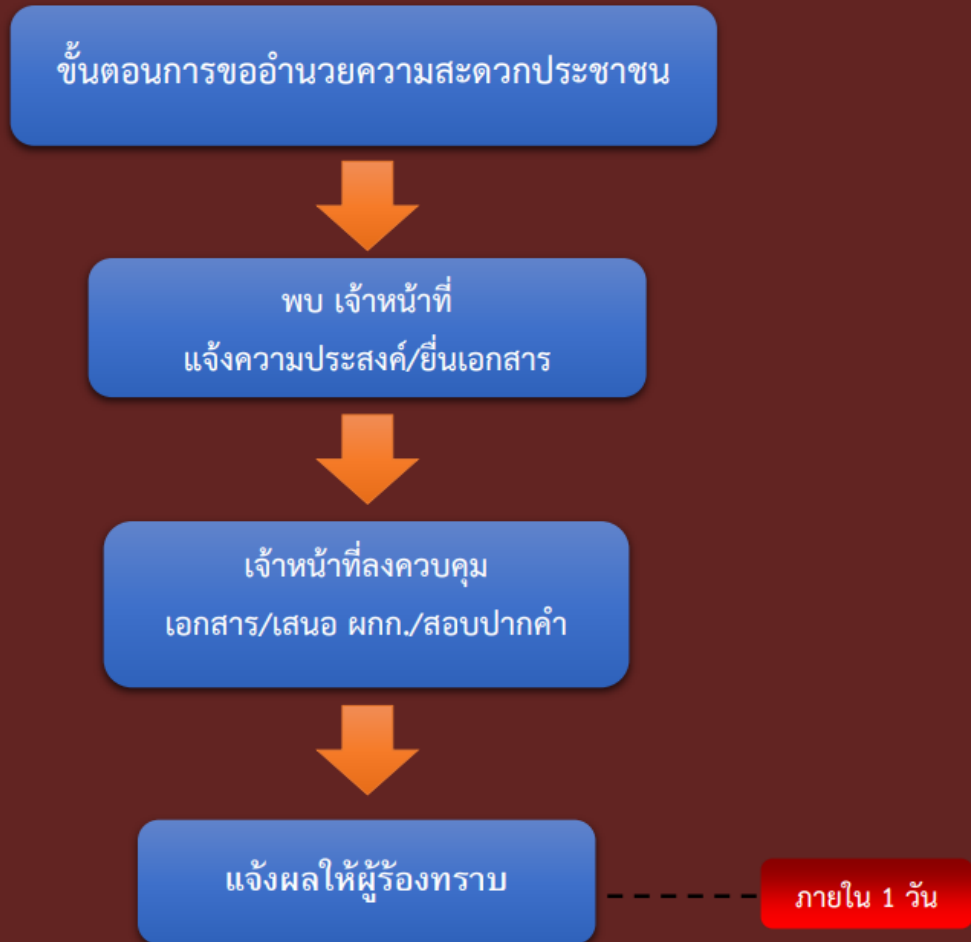 ขั้นตอนการขออำนวยความสะดวกประชาชน
พบ เจ้าหน้าที่
แจ้งความประสงค์/ยื่นเอกสาร
เจ้าหน้าที่ลงควบคุม
เอกสาร/เสนอ ผกก./สอบปากคำ
แจ้งผลให้ผู้ร้องทราบ
ภายใน 1 วัน